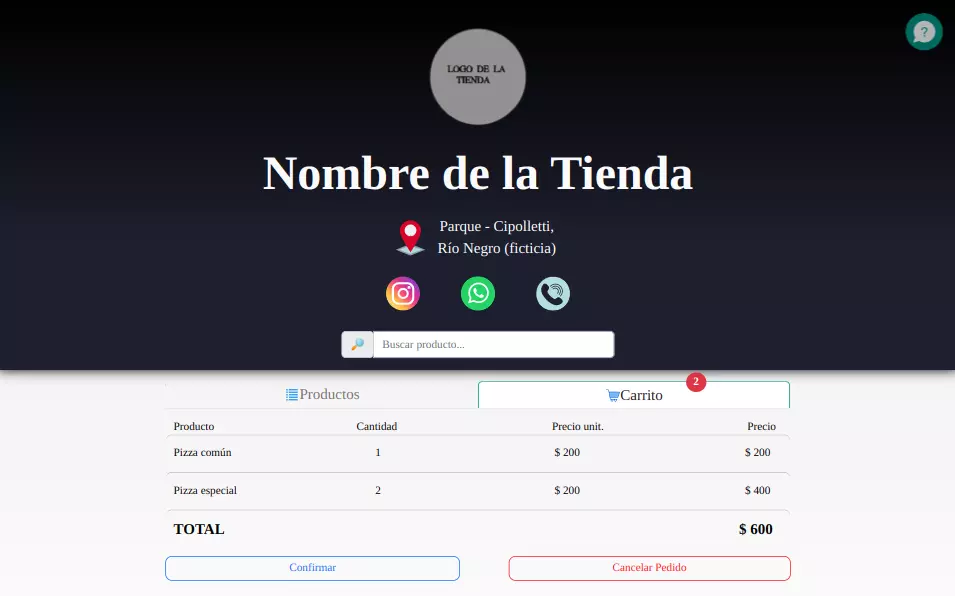 ?
LOGO DE LA
TIENDA
Nombre de la Tienda
Parque - Cipolletti,
Río Negro (ficticia)
Buscar producto...
Productos
Carrito
2
Producto Cantidad Precio unit. Precio
Pizza común 1 $ 200 $ 200
Pizza especial 2 $ 200 $ 400
TOTAL $ 600
Confirmar Cancelar Pedido